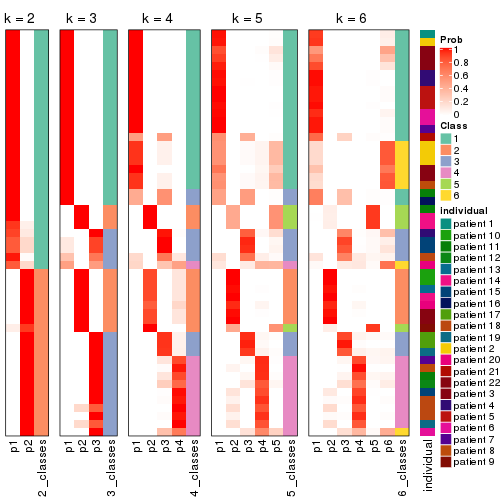 k = 2
k = 3
k = 4
k = 5
k = 6
p1
p2
2_classes
p1
p2
p3
3_classes
p1
p2
p3
p4
4_classes
p1
p2
p3
p4
p5
5_classes
p1
p2
p3
p4
p5
p6
6_classes
individual
Prob
1
0.8
0.6
0.4
0.2
0
Class
1
2
3
4
5
6
Individual
patient 1
patient 10
patient 11
patient 12
patient 13
patient 14
patient 15
patient 16
patient 17
patient 18
patient 19
patient 2
patient 20
patient 21
patient 22
patient 3
patient 4
patient 5
patient 6
patient 7
patient 8
patient 9